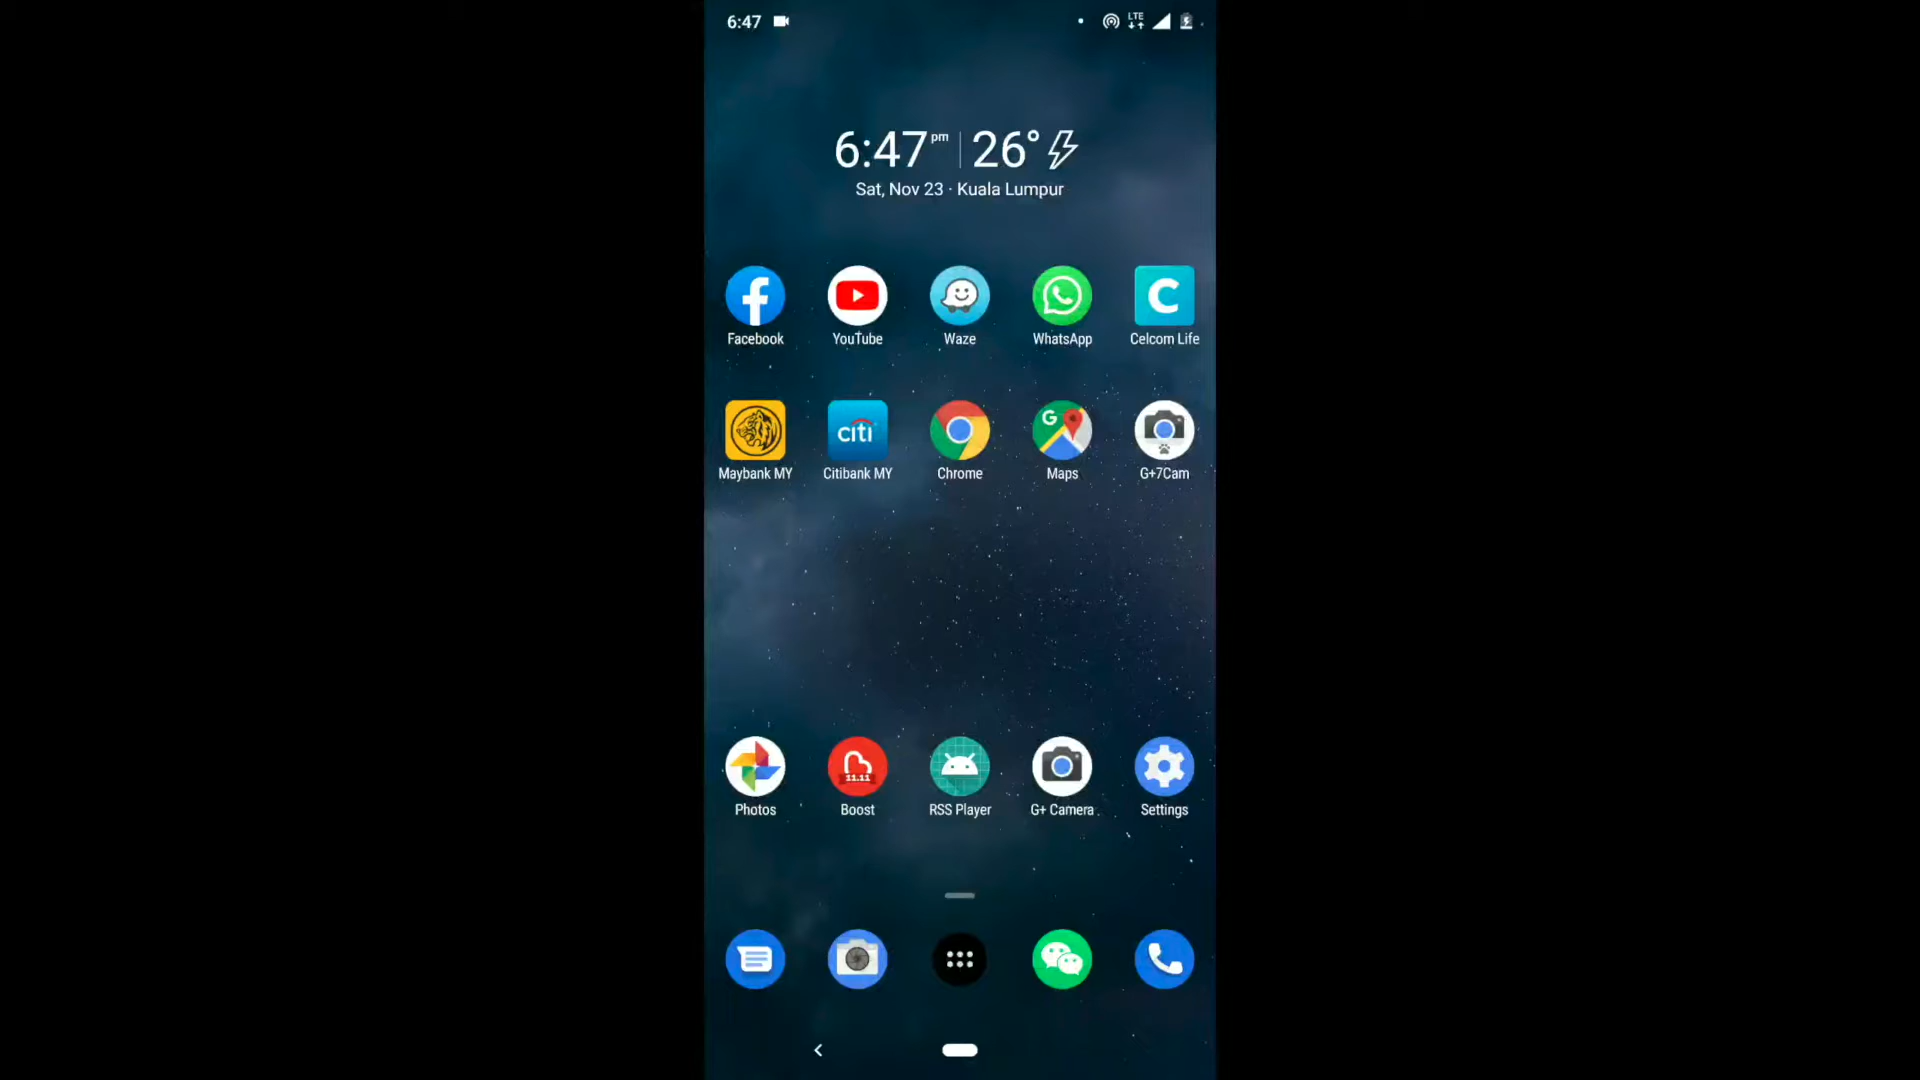 6:47
LTE
6:47 pm 26°
Sat, Nov 23 · Kuala Lumpur
Facebook YouTube Waze WhatsApp Celcom Life
citi
Maybank MY Citibank MY Chrome Maps G+7Cam
11.11
Photos Boost RSS Player G+ Camera Settings